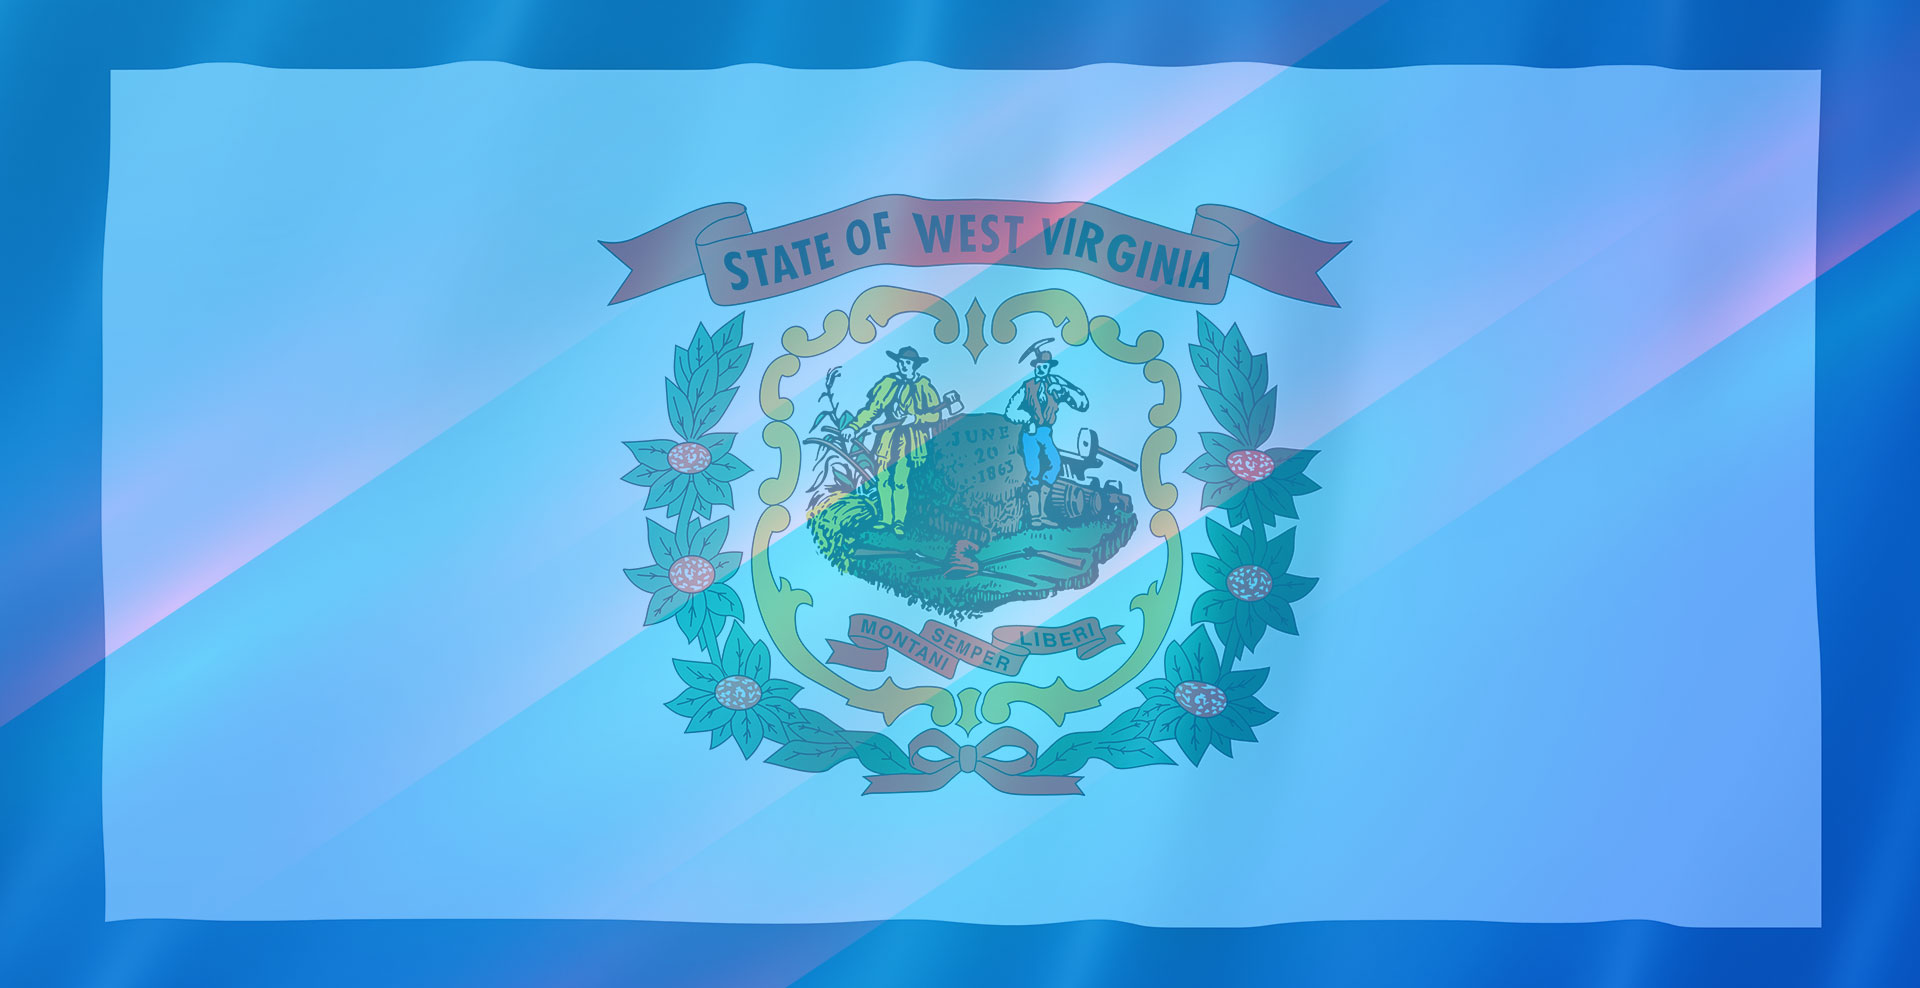 STATE OF WEST VIRGINIA
JUNE
20
1863
MONTANI SEMPER LIBERI